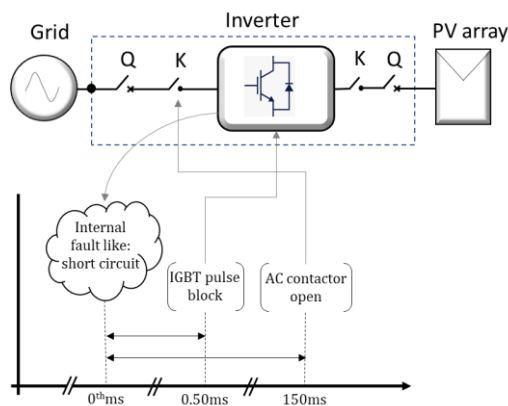 Inverter
Grid
PV array
Q
K
K
Q
Internal
fault like:
short circuit
IGBT pulse
block
AC contactor
open
0thms
0.50ms
150ms